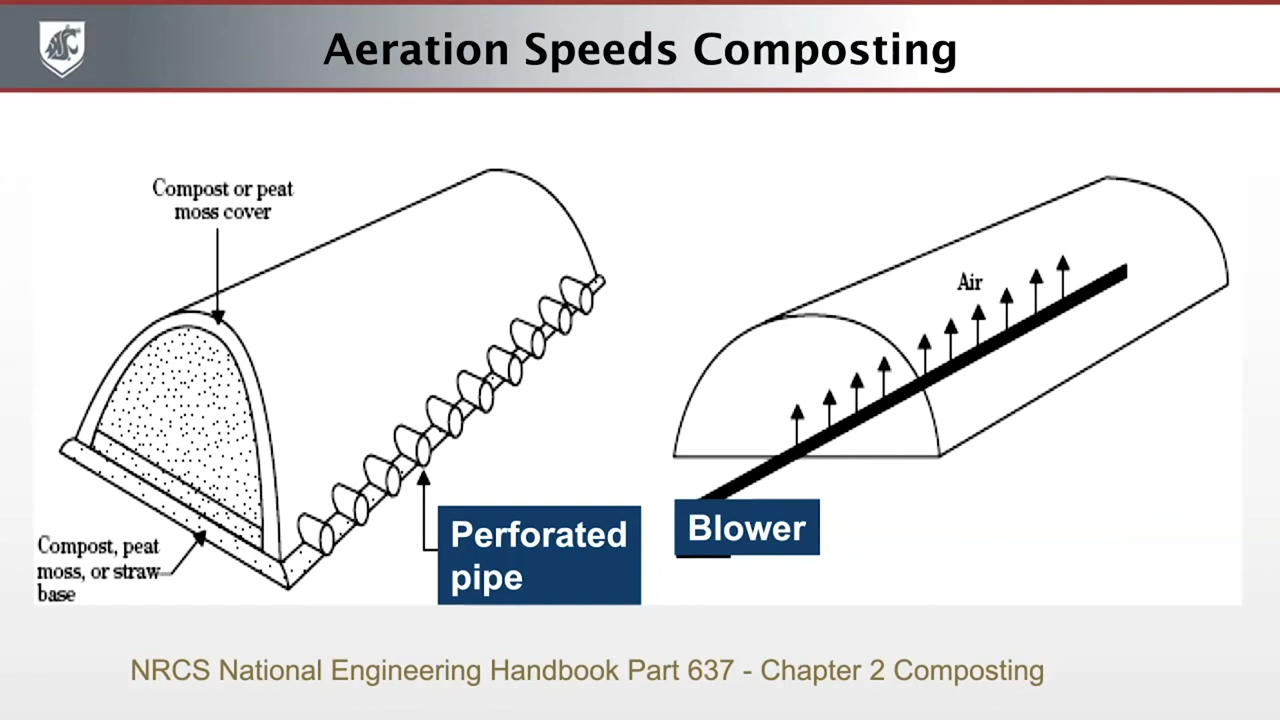 Aeration Speeds Composting
Compost or peat
moss cover
Air
Perforated
pipe
Blower
Compost, peat
moss, or straw
base
NRCS National Engineering Handbook Part 637 - Chapter 2 Composting